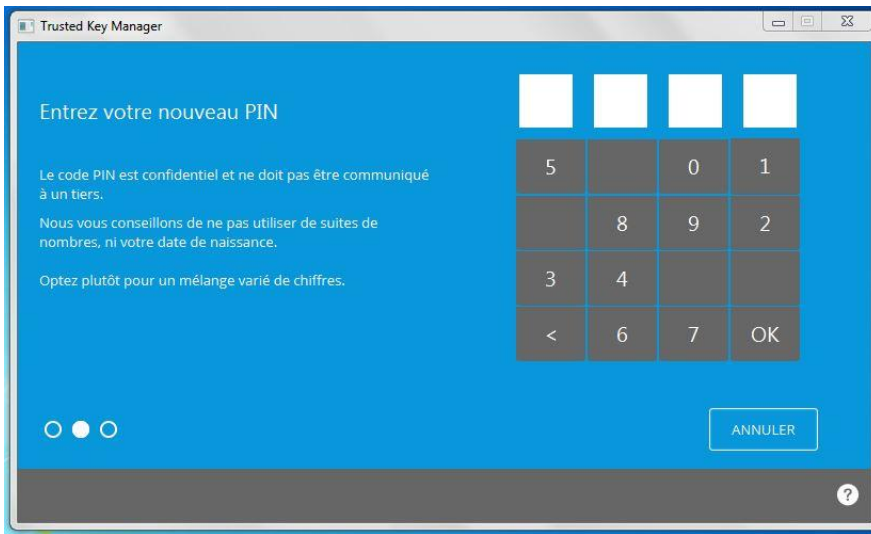 Trusted Key Manager
Entrez votre nouveau PIN
Le code PIN est confidentiel et ne doit pas être communiqué
à un tiers.
Nous vous conseillons de ne pas utiliser de suites de
nombres, ni votre date de naissance.
Optez plutôt pour un mélange varié de chiffres.
5 0 1
8 9 2
3 4
< 6 7 OK
ANNULER
?